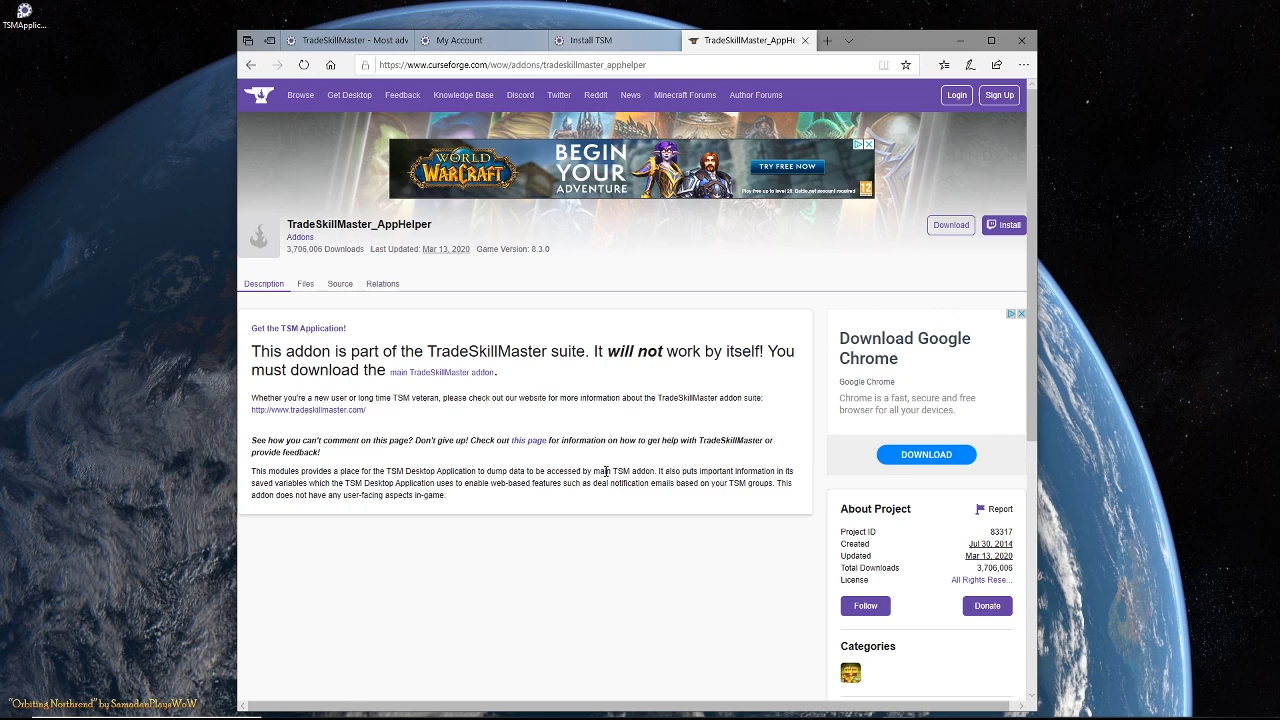 TSMApplic...
TradeSkillMaster - Most adv
My Account
Install TSM
TradeSkillMaster_AppHe
https://www.curseforge.com/wow/addons/tradeskillmaster_apphelper
Browse Get Desktop Feedback Knowledge Base Discord Twitter Reddit News Minecraft Forums Author Forums
Login
Sign Up
WORLD
WARCRAFT
BEGIN
YOUR
ADVENTURE
TRY FREE NOW
Play free up to level 20. Battle.net account required
12
TradeSkillMaster_AppHelper
Addons
3,706,006 Downloads Last Updated: Mar 13, 2020 Game Version: 8.3.0
Download
Install
Description Files Source Relations
Get the TSM Application!
This addon is part of the TradeSkillMaster suite. It will not work by itself! You
must download the main TradeSkillMaster addon.
Whether you're a new user or long time TSM veteran, please check out our website for more information about the TradeSkillMaster addon suite:
http://www.tradeskillmaster.com/
See how you can't comment on this page? Don't give up! Check out this page for information on how to get help with TradeSkillMaster or
provide feedback!
This modules provides a place for the TSM Desktop Application to dump data to be accessed by main TSM addon. It also puts important information in its
saved variables which the TSM Desktop Application uses to enable web-based features such as deal notification emails based on your TSM groups. This
addon does not have any user-facing aspects in-game.
Download Google
Chrome
Google Chrome
Chrome is a fast, secure and free
browser for all your devices.
DOWNLOAD
About Project
Report
Project ID 83317
Created Jul 30, 2014
Updated Mar 13, 2020
Total Downloads 3,706,006
License All Rights Rese...
Follow
Donate
Categories
"Orbiting Northrend" by SamadanPlaysWoW